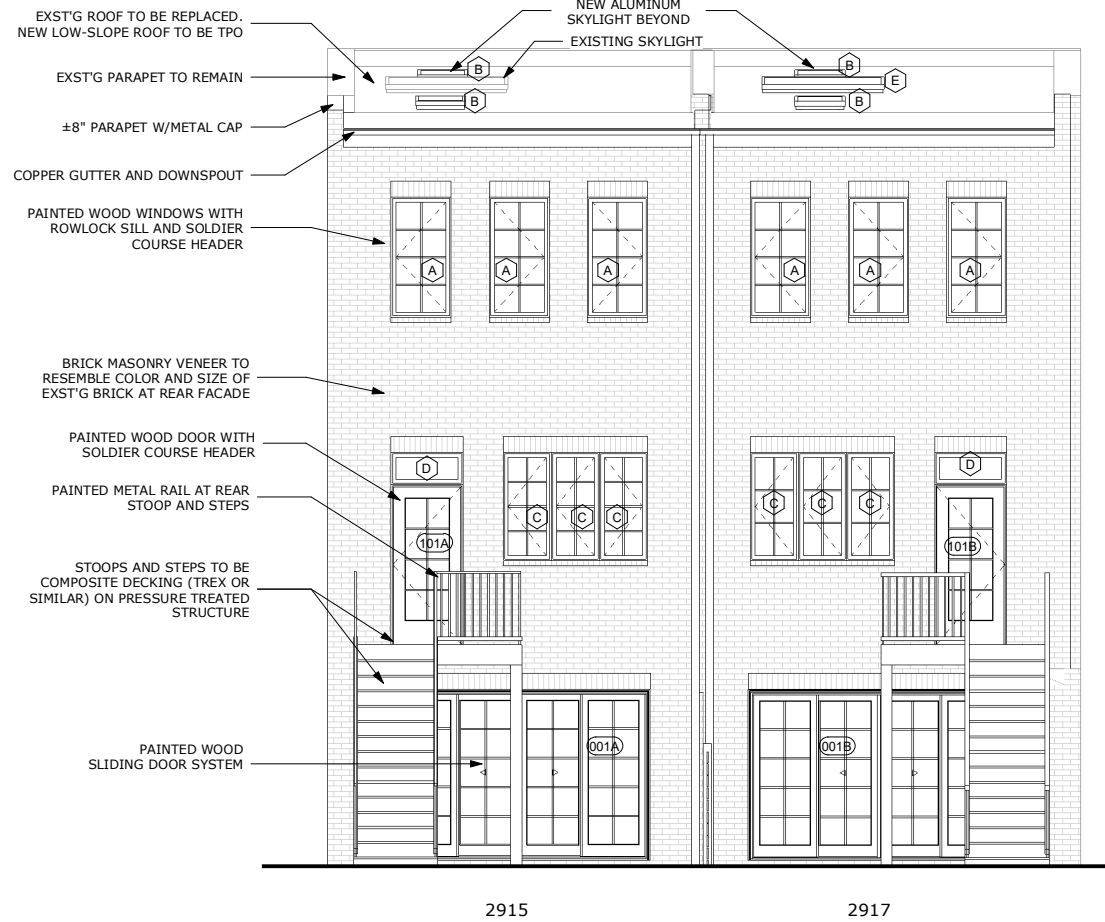 NEW ALUMINUM
SKYLIGHT BEYOND
EXST'G ROOF TO BE REPLACED.
NEW LOW-SLOPE ROOF TO BE TPO
EXISTING SKYLIGHT
B
B
E
EXST'G PARAPET TO REMAIN
B
B
±8" PARAPET W/METAL CAP
COPPER GUTTER AND DOWNSPOUT
PAINTED WOOD WINDOWS WITH
ROWLOCK SILL AND SOLDIER
COURSE HEADER
A
A
A
A
A
A
BRICK MASONRY VENEER TO
RESEMBLE COLOR AND SIZE OF
EXST'G BRICK AT REAR FACADE
PAINTED WOOD DOOR WITH
SOLDIER COURSE HEADER
D
D
PAINTED METAL RAIL AT REAR
STOOP AND STEPS
C
C
C
C
C
C
101A
101B
STOOPS AND STEPS TO BE
COMPOSITE DECKING (TREX OR
SIMILAR) ON PRESSURE TREATED
STRUCTURE
PAINTED WOOD
SLIDING DOOR SYSTEM
001A
001B
2915
2917